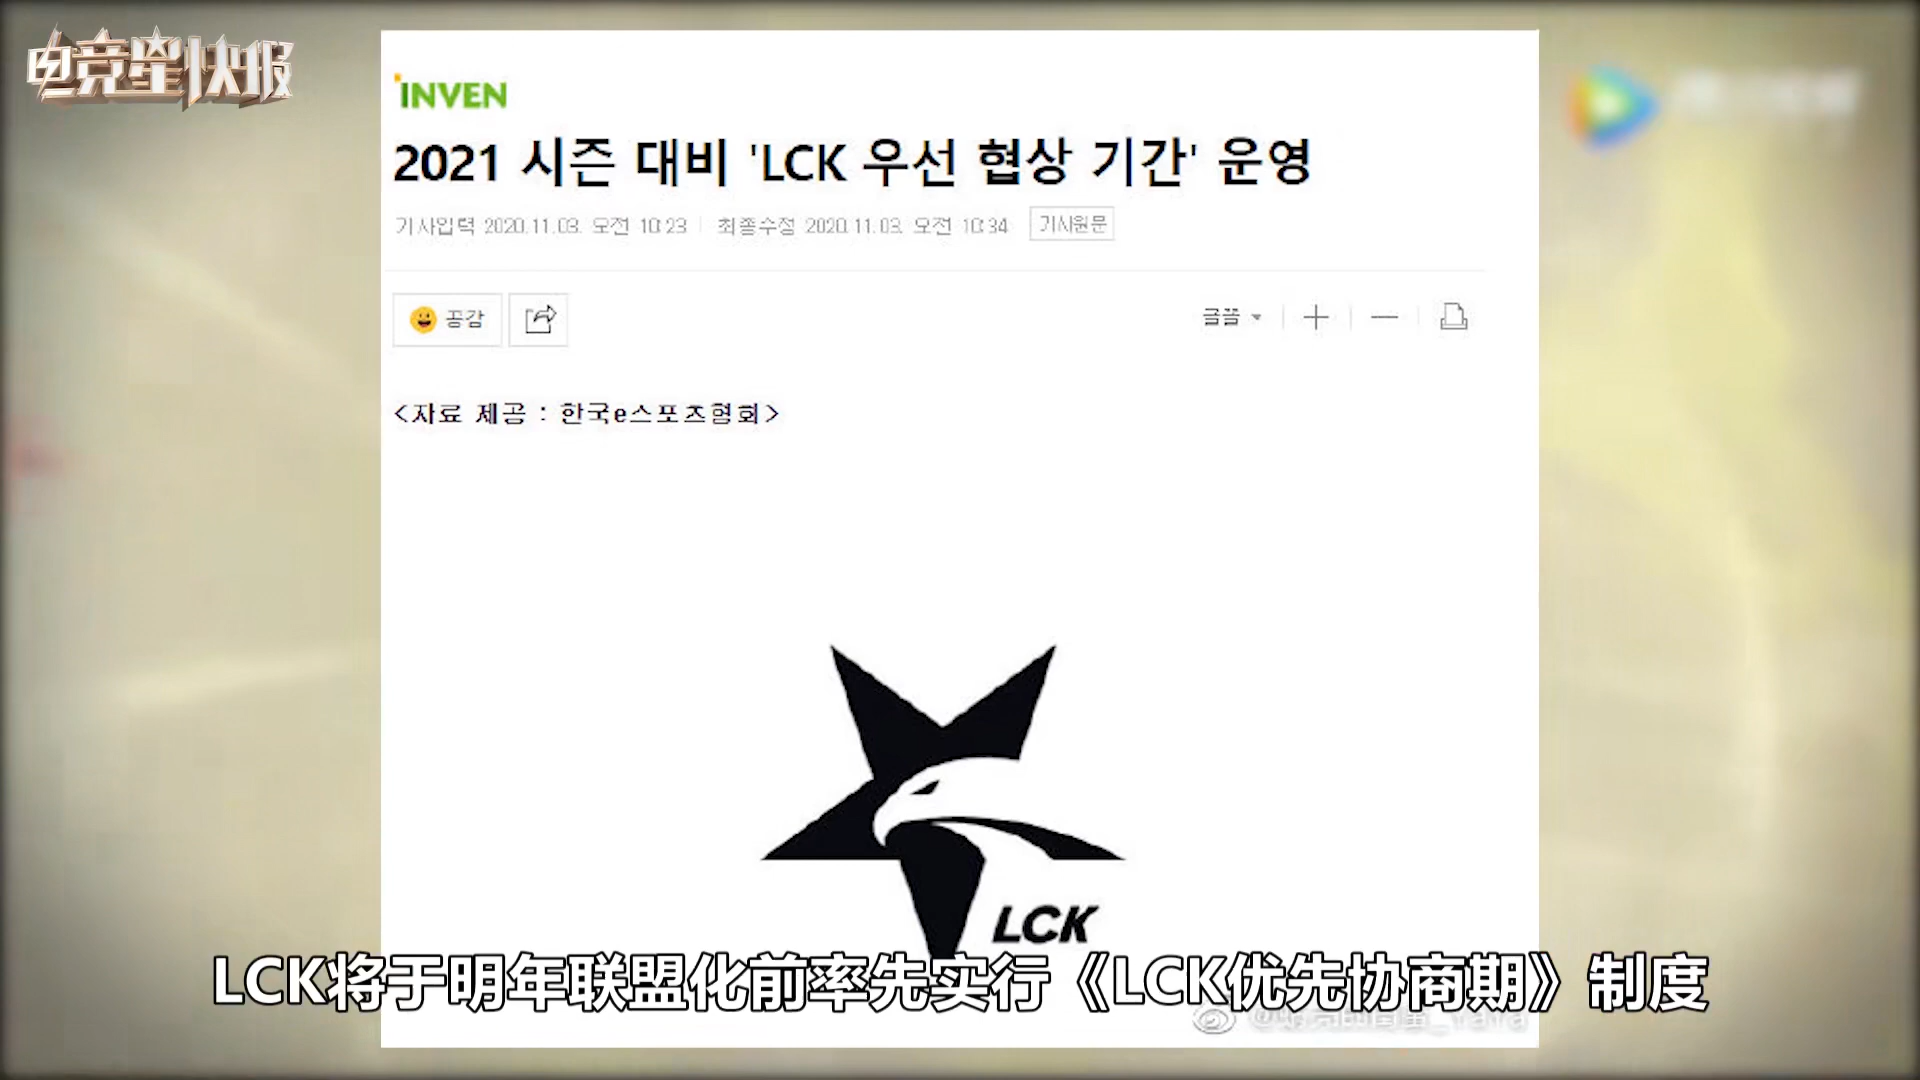 电竞星快报
INVEN
2021 시즌 대비 'LCK 우선 협상 기간' 운영
기사입력 2020.11.03. 오전 10:23 최종수정 2020.11.03. 오전 10:34 기사원문
공감
글꼴
<자료 제공 : 한국e스포츠협회>
LCK
LCK将于明年联盟化前率先实行《LCK优先协商期》制度